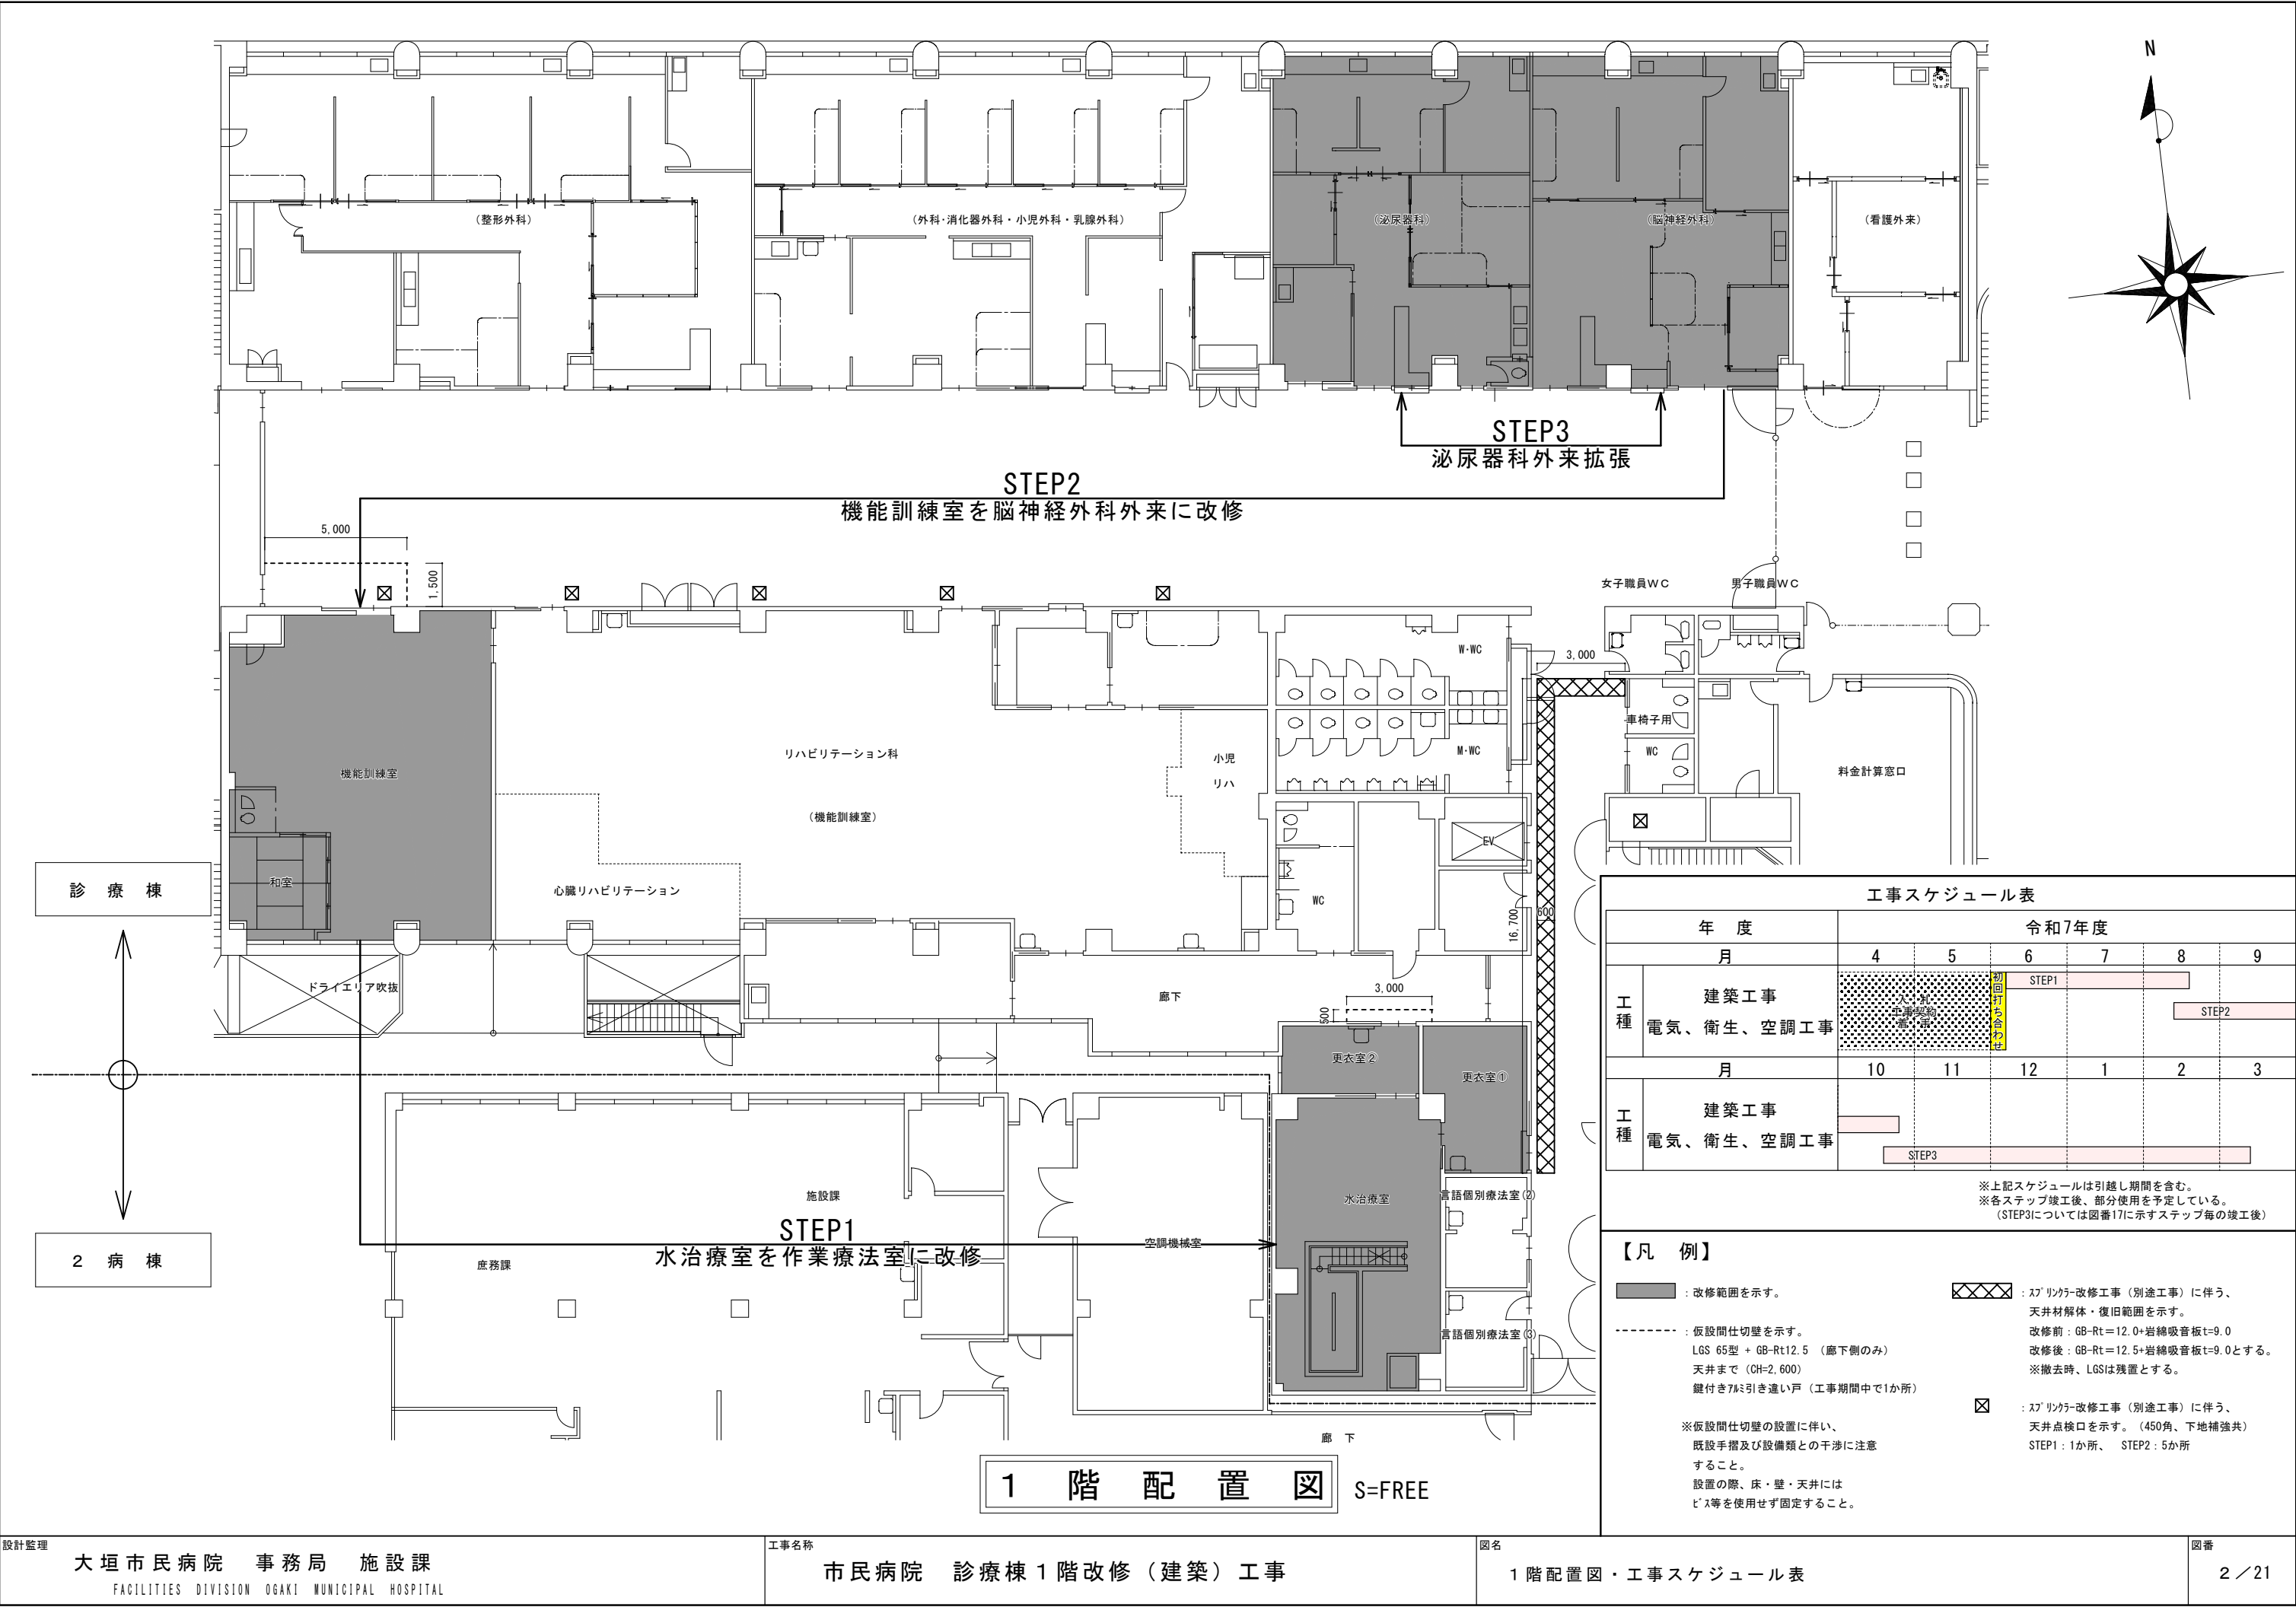 N
(整形外科)
(外科・消化器外科・小児外科・乳腺外科)
(泌尿器科)
(脳神経外科)
(看護外来)
STEP3
泌尿器科外来拡張
STEP2
機能訓練室を脳神経外科外来に改修
5,000
1,500
女子職員WC
男子職員WC
3,000
W・WC
M・WC
車椅子用
WC
料金計算窓口
機能訓練室
リハビリテーション科
(機能訓練室)
小児
リハ
EV
WC
和室
心臓リハビリテーション
16,700
600
診 療 棟
ドライエリア吹抜
廊下
3,000
500
更衣室②
更衣室①
施設課
水治療室
言語個別療法室(2)
STEP1
水治療室を作業療法室に改修
空調機械室
庶務課
2 病 棟
言語個別療法室(3)
廊 下
1 階 配 置 図
S=FREE
工事スケジュール表
年 度
令和7年度
月
4 5 6 7 8 9
工種
建築工事
電気、衛生、空調工事
工事契約
初回打ち合わせ
STEP1
STEP2
月
10 11 12 1 2 3
工種
建築工事
電気、衛生、空調工事
STEP3
※上記スケジュールは引越し期間を含む。
※各ステップ竣工後、部分使用を予定している。
(STEP3については図番17に示すステップ毎の竣工後)
【凡 例】
：改修範囲を示す。
：仮設間仕切壁を示す。
LGS 65型 + GB-Rt12.5 (廊下側のみ)
天井まで (CH=2,600)
鍵付きｱﾙﾐ引き違い戸 (工事期間中で1か所)
※仮設間仕切壁の設置に伴い、
既設手摺及び設備類との干渉に注意
すること。
設置の際、床・壁・天井には
ﾋﾞｽ等を使用せず固定すること。
：ｽﾌﾟﾘﾝｸﾗｰ改修工事 (別途工事) に伴う、
天井材解体・復旧範囲を示す。
改修前：GB-Rt=12.0+岩綿吸音板t=9.0
改修後：GB-Rt=12.5+岩綿吸音板t=9.0とする。
※撤去時、LGSは残置とする。
：ｽﾌﾟﾘﾝｸﾗｰ改修工事 (別途工事) に伴う、
天井点検口を示す。(450角、下地補強共)
STEP1：1か所、 STEP2：5か所
設計監理
大垣市民病院 事務局 施設課
FACILITIES DIVISION OGAKI MUNICIPAL HOSPITAL
工事名称
市民病院 診療棟1階改修(建築)工事
図名
1階配置図・工事スケジュール表
図番
2／21